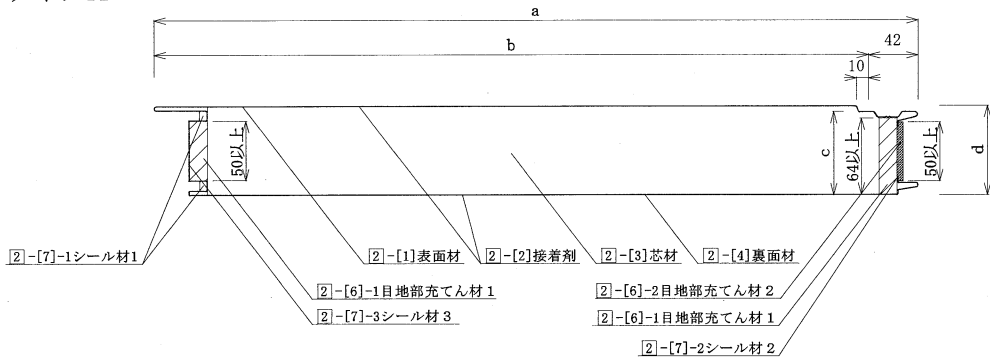 a
b
42
10
50以上
c
64以上
50以上
d
2-[7]-1シール材1
2-[1]表面材
2-[2]接着剤
2-[3]芯材
2-[4]裏面材
2-[6]-1目地部充てん材1
2-[6]-2目地部充てん材2
2-[7]-3シール材3
2-[6]-1目地部充てん材1
2-[7]-2シール材2